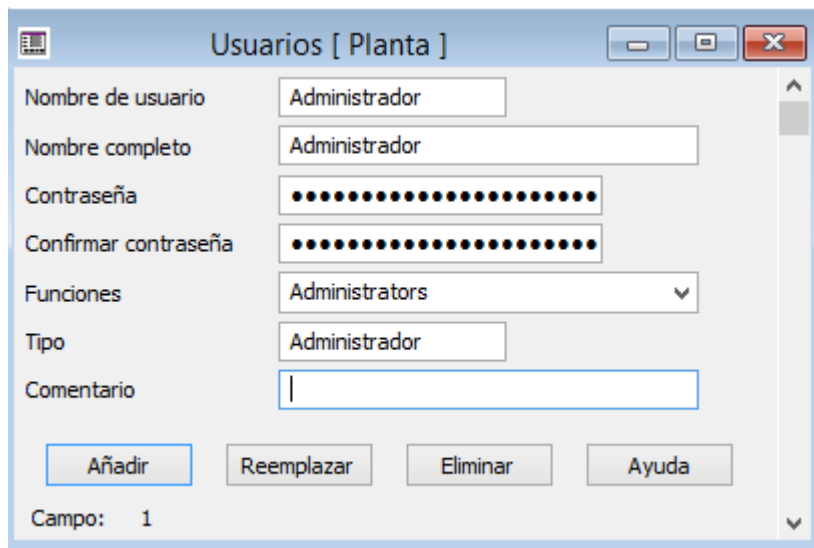 Usuarios [ Planta ]
Nombre de usuario Administrador
Nombre completo Administrador
Contraseña ••••••••••••••••••••••
Confirmar contraseña ••••••••••••••••••••••
Funciones Administrators
Tipo Administrador
Comentario
Añadir Reemplazar Eliminar Ayuda
Campo: 1